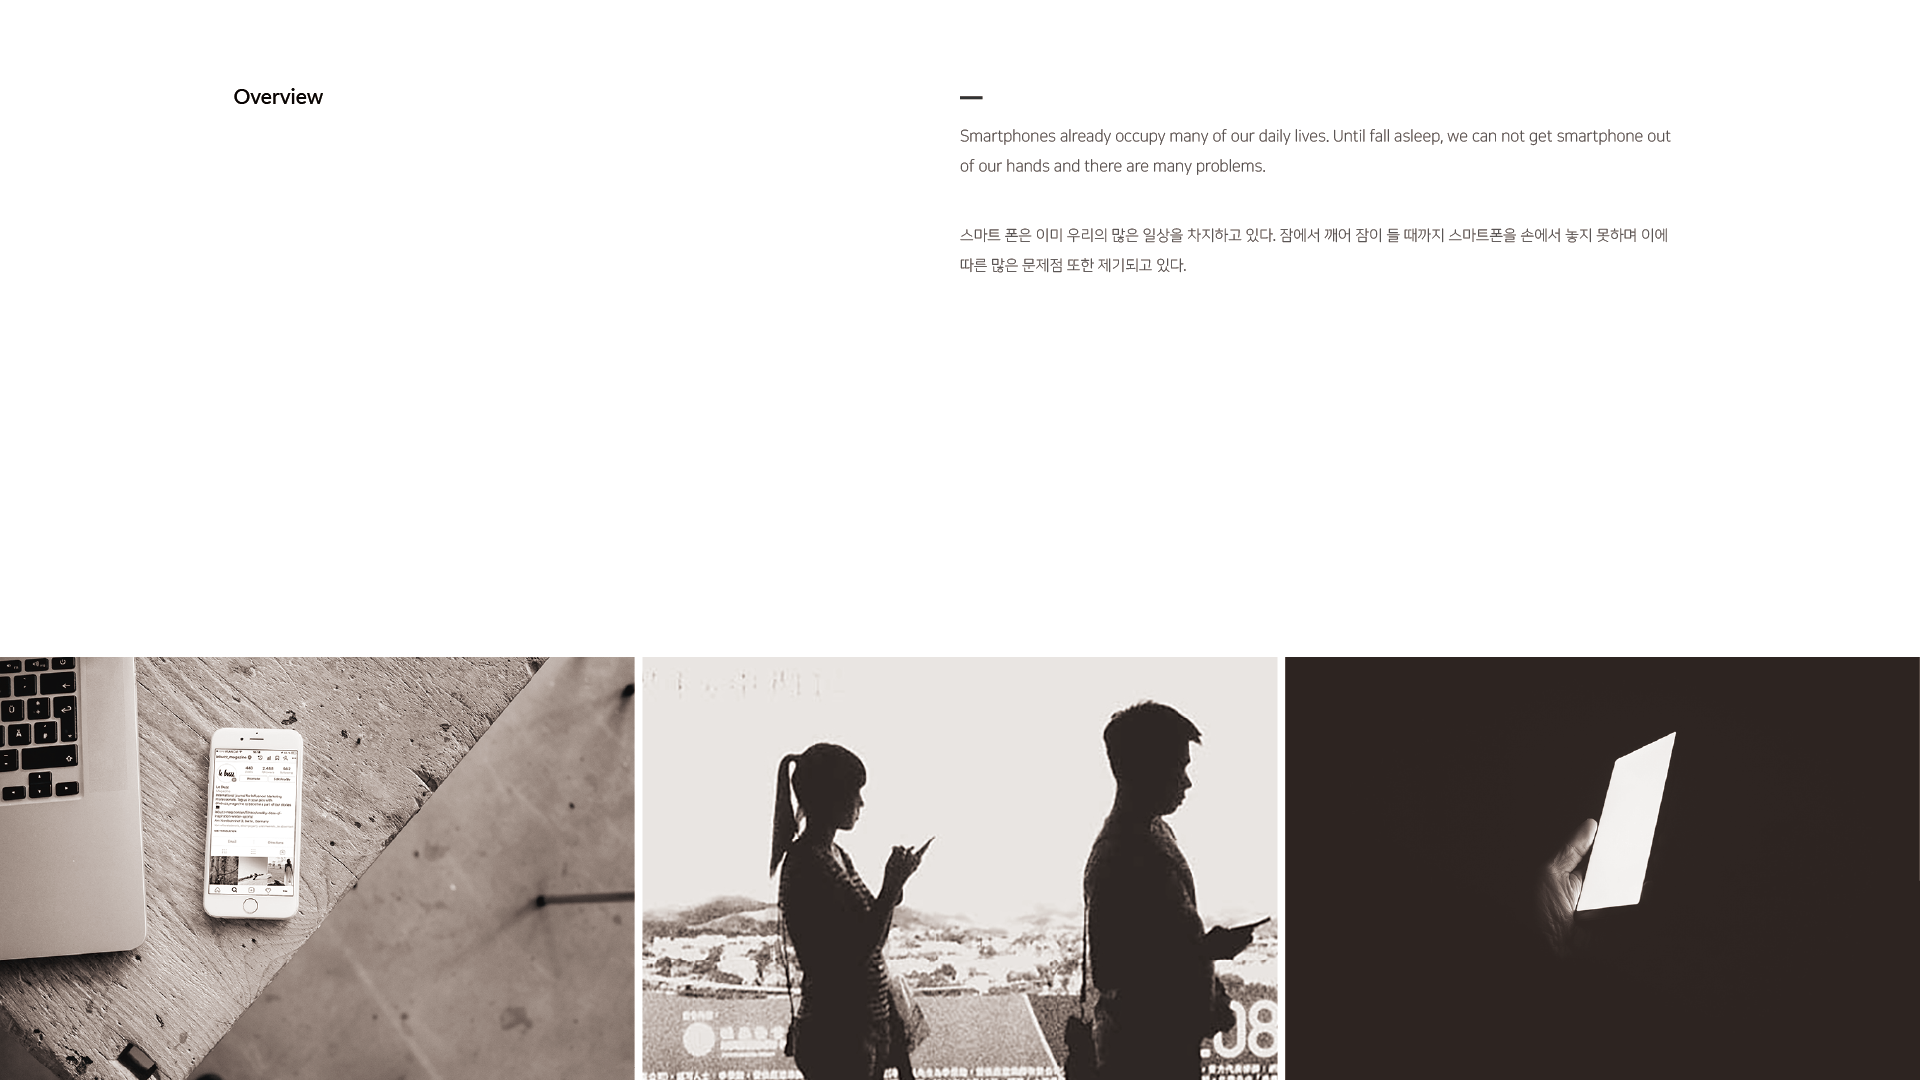 Overview
Smartphones already occupy many of our daily lives. Until fall asleep, we can not get smartphone out
of our hands and there are many problems.
스마트 폰은 이미 우리의 많은 일상을 차지하고 있다. 잠에서 깨어 잠이 들 때까지 스마트폰을 손에서 놓지 못하며 이에
따른 많은 문제점 또한 제기되고 있다.
le buzz
.08